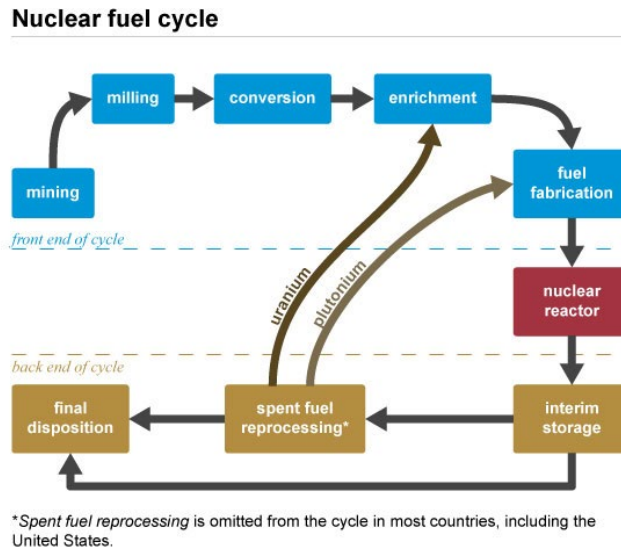 Nuclear fuel cycle
milling
conversion
enrichment
mining
fuel
fabrication
front end of cycle
uranium
plutonium
nuclear
reactor
back end of cycle
final
disposition
spent fuel
reprocessing*
interim
storage
*Spent fuel reprocessing is omitted from the cycle in most countries, including the
United States.